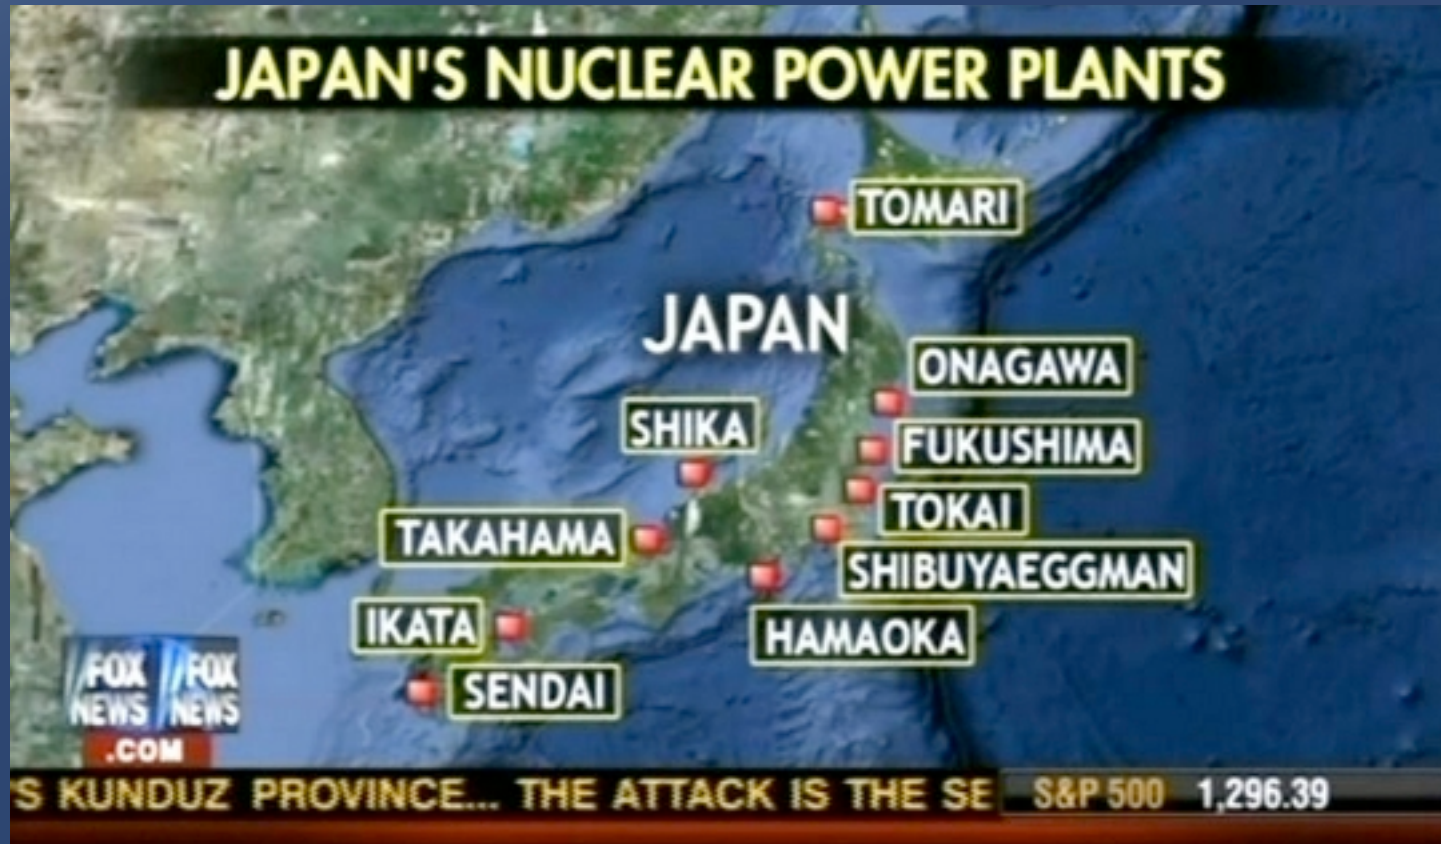 JAPAN'S NUCLEAR POWER PLANTS
TOMARI
JAPAN
ONAGAWA
SHIKA
FUKUSHIMA
TOKAI
TAKAHAMA
SHIBUYAEGGMAN
IKATA
HAMAOKA
SENDAI
FOX NEWS FOX NEWS
.COM
'S KUNDUZ PROVINCE... THE ATTACK IS THE SE S&P 500 1,296.39